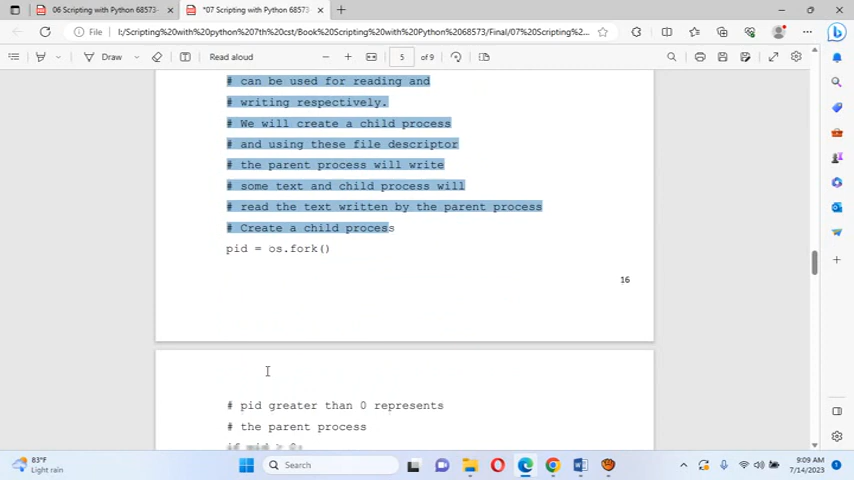 06 Scripting with Python 68573-
*07 Scripting with Python 68573
File
I:/Scripting%20with%20python%207th%20cst/Book%20Scripting%20with%20Python%2068573/Final/07%20Scripting%2...
Draw
Read aloud
5
of 9
# can be used for reading and
# writing respectively.
# We will create a child process
# and using these file descriptor
# the parent process will write
# some text and child process will
# read the text written by the parent process
# Create a child process
pid = os.fork()
16
# pid greater than 0 represents
# the parent process
if pid > 0:
83°F
Light rain
Search
9:09 AM
7/14/2023